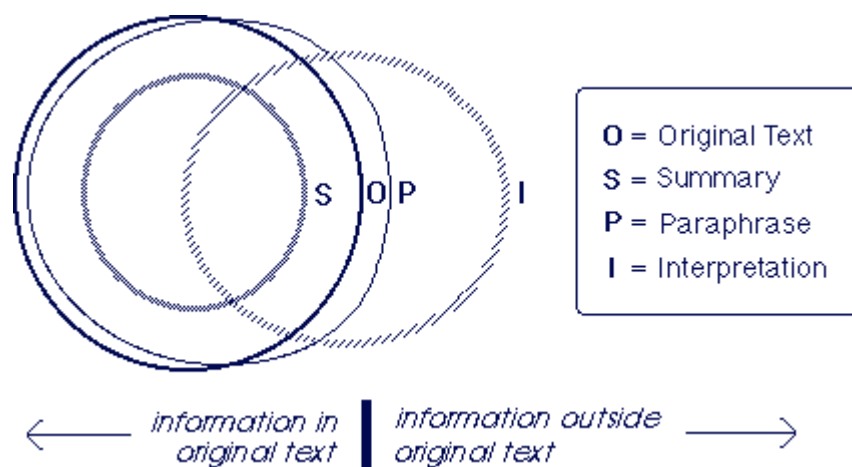 S O P I
O = Original Text
S = Summary
P = Paraphrase
I = Interpretation
information in
original text
information outside
original text